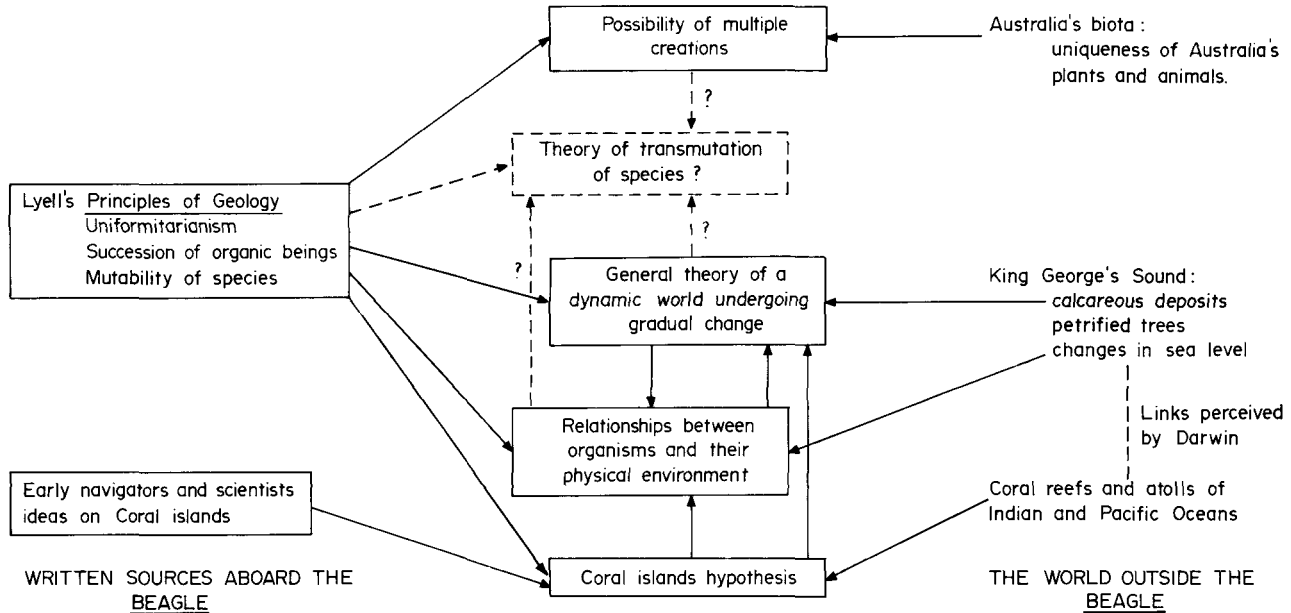 Possibility of multiple
creations
Australia's biota :
uniqueness of Australia's
plants and animals.
?
Theory of transmutation
of species ?
Lyell's Principles of Geology
Uniformitarianism
Succession of organic beings
Mutability of species
?
?
General theory of a
dynamic world undergoing
gradual change
King George's Sound :
calcareous deposits
petrified trees
changes in sea level
Relationships between
organisms and their
physical environment
Links perceived
by Darwin
Early navigators and scientists
ideas on Coral islands
Coral reefs and atolls of
Indian and Pacific Oceans
Coral islands hypothesis
WRITTEN SOURCES ABOARD THE
BEAGLE
THE WORLD OUTSIDE THE
BEAGLE